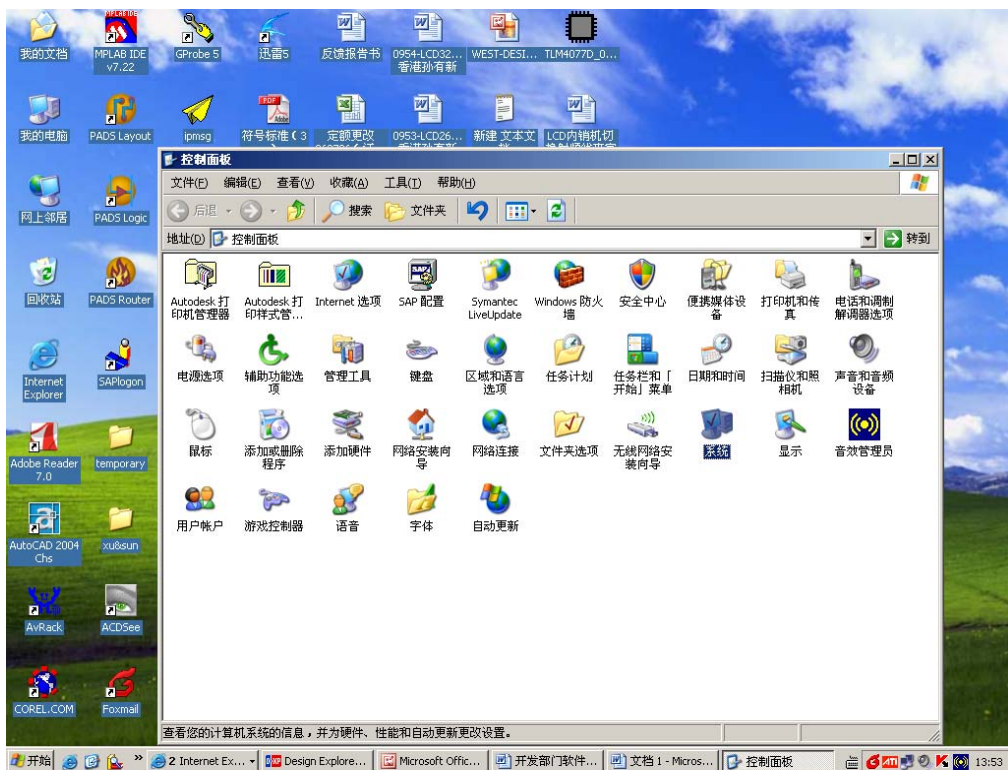 我的文档
MPLAB IDE
v7.22
GProbe 5
迅雷5
反馈报告书
0954-LCD32...
香港孙有新
WEST-DESI...
TLM4077D_0...
我的电脑
PADS Layout
ipmsg
符号标准(3
定额更改
0953-LCD26...
新建 文本文
LCD内销机切
网上邻居
PADS Logic
回收站
PADS Router
Internet
Explorer
SAPlogon
Adobe Reader
7.0
temporary
AutoCAD 2004
Chs
xu&sun
AvRack
ACDSee
COREL.COM
Foxmail
控制面板
文件(F) 编辑(E) 查看(V) 收藏(A) 工具(T) 帮助(H)
后退 搜索 文件夹
地址(D) 控制面板 转到
Autodesk 打
印机管理器
Autodesk 打
印样式管...
Internet 选项
SAP 配置
Symantec
LiveUpdate
Windows 防火
墙
安全中心
便携媒体设
备
打印机和传
真
电话和调制
解调器选项
电源选项
辅助功能选
项
管理工具
键盘
区域和语言
选项
任务计划
任务栏和「
开始」菜单
日期和时间
扫描仪和照
相机
声音和音频
设备
鼠标
添加或删除
程序
添加硬件
网络安装向
导
网络连接
文件夹选项
无线网络安
装向导
系统
显示
音效管理员
用户帐户
游戏控制器
语音
字体
自动更新
查看您的计算机系统的信息,并为硬件、性能和自动更新更改设置。
开始
2 Internet Ex...
Design Explore...
Microsoft Offic...
开发部门软件...
文档 1 - Micros...
控制面板
13:53